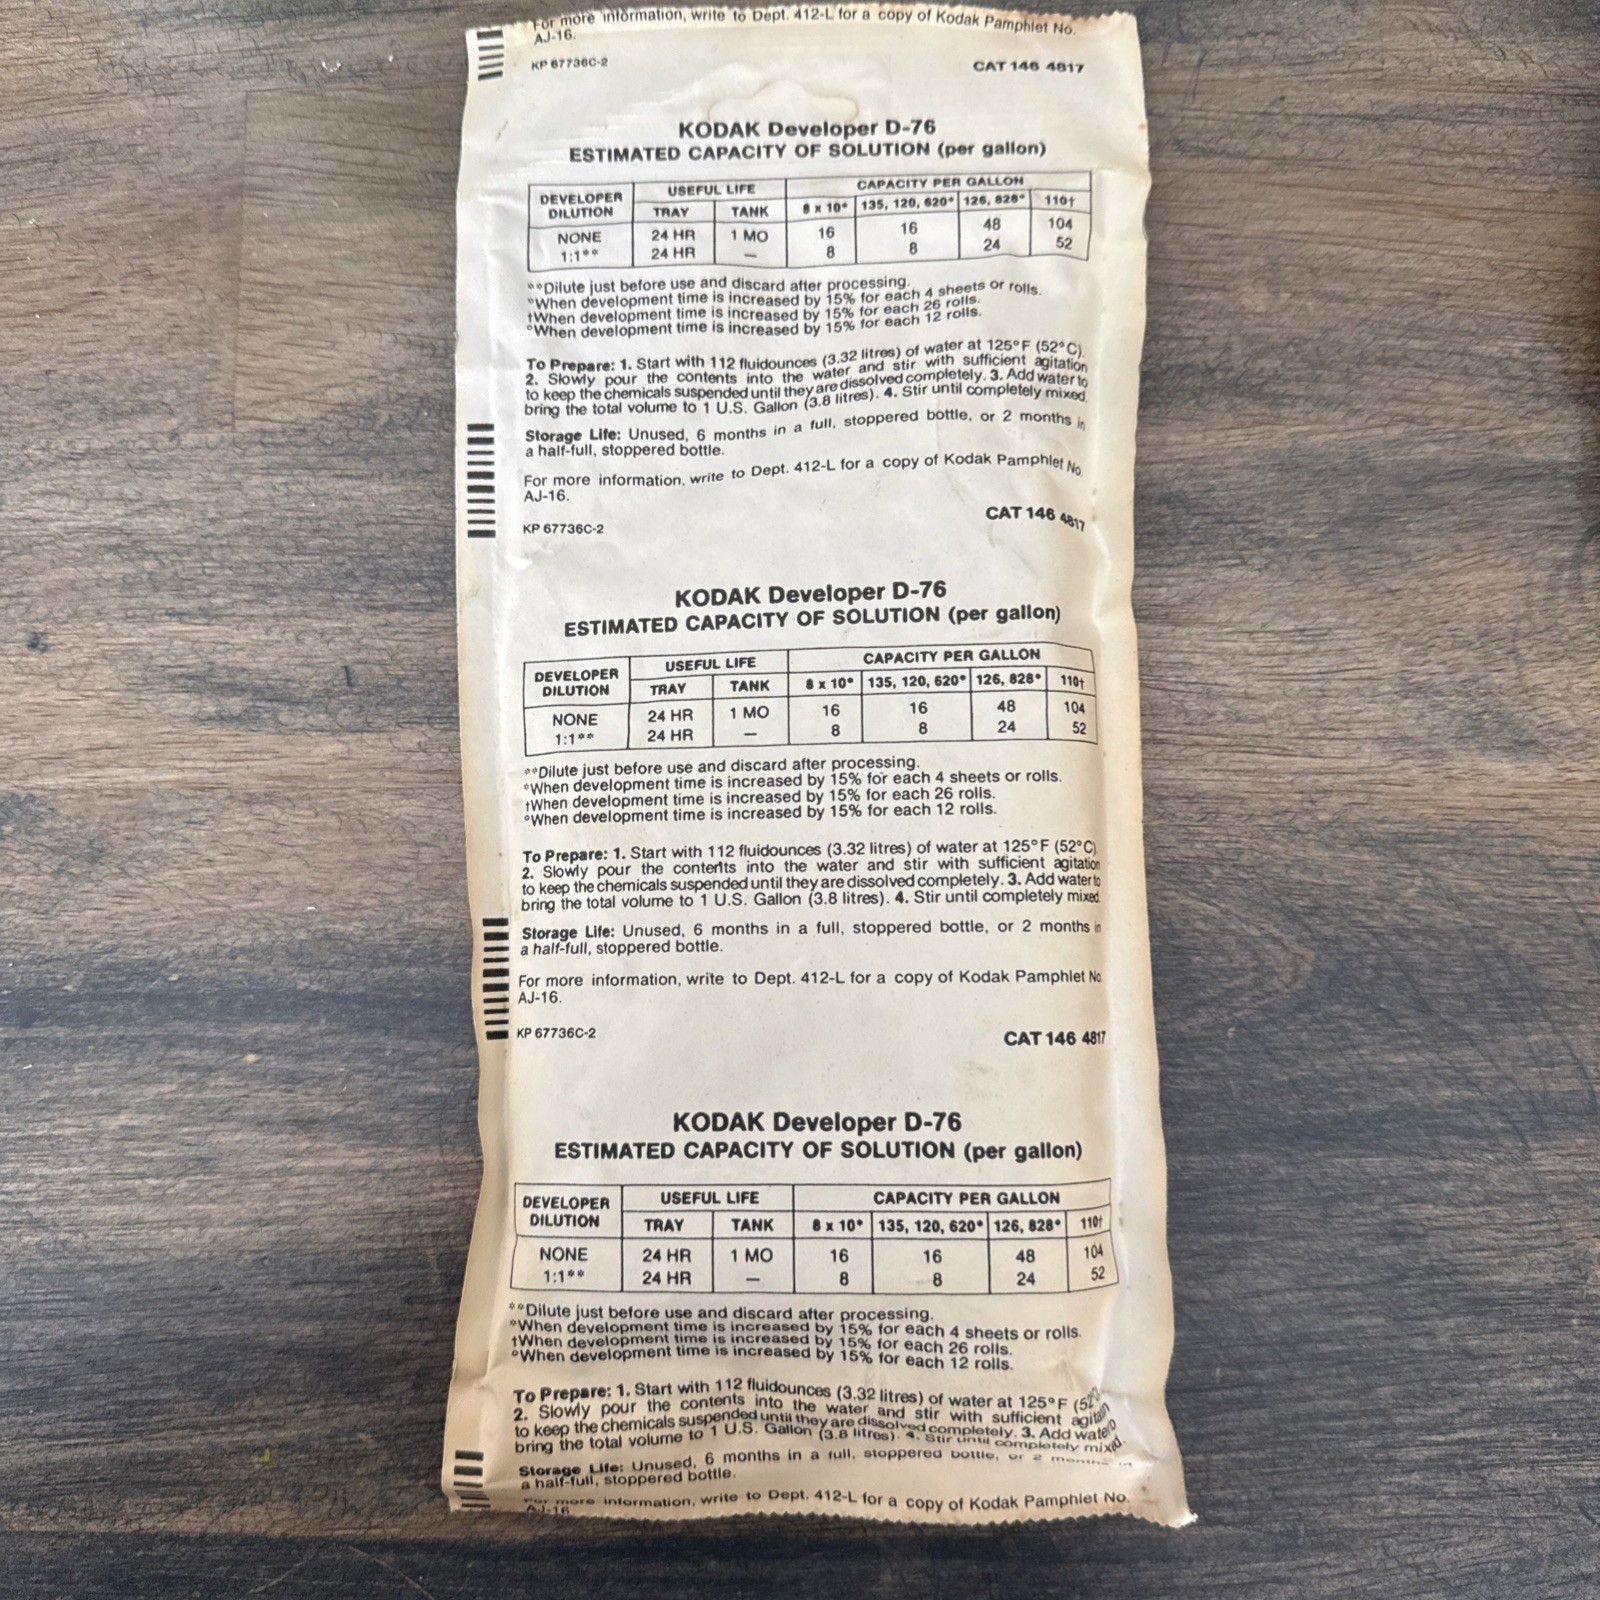 For more information, write to Dept. 412-L for a copy of Kodak Pamphlet No.
AJ-16.
KP 67736C-2 CAT 146 4817
KODAK Developer D-76
ESTIMATED CAPACITY OF SOLUTION (per gallon)
DEVELOPER DILUTION USEFUL LIFE CAPACITY PER GALLON
TRAY TANK 8 x 10* 135, 120, 620* 126, 828° 110†
NONE 24 HR 1 MO 16 16 48 104
1:1** 24 HR — 8 8 24 52
**Dilute just before use and discard after processing.
*When development time is increased by 15% for each 4 sheets or rolls.
†When development time is increased by 15% for each 26 rolls.
°When development time is increased by 15% for each 12 rolls.
To Prepare: 1. Start with 112 fluidounces (3.32 litres) of water at 125°F (52°C).
2. Slowly pour the contents into the water and stir with sufficient agitation
to keep the chemicals suspended until they are dissolved completely. 3. Add water to
bring the total volume to 1 U.S. Gallon (3.8 litres). 4. Stir until completely mixed.
Storage Life: Unused, 6 months in a full, stoppered bottle, or 2 months in
a half-full, stoppered bottle.
For more information, write to Dept. 412-L for a copy of Kodak Pamphlet No.
AJ-16.
KP 67736C-2 CAT 146 4817
KODAK Developer D-76
ESTIMATED CAPACITY OF SOLUTION (per gallon)
DEVELOPER DILUTION USEFUL LIFE CAPACITY PER GALLON
TRAY TANK 8 x 10* 135, 120, 620* 126, 828° 110†
NONE 24 HR 1 MO 16 16 48 104
1:1** 24 HR — 8 8 24 52
**Dilute just before use and discard after processing.
*When development time is increased by 15% for each 4 sheets or rolls.
†When development time is increased by 15% for each 26 rolls.
°When development time is increased by 15% for each 12 rolls.
To Prepare: 1. Start with 112 fluidounces (3.32 litres) of water at 125°F (52°C).
2. Slowly pour the contents into the water and stir with sufficient agitation
to keep the chemicals suspended until they are dissolved completely. 3. Add water to
bring the total volume to 1 U.S. Gallon (3.8 litres). 4. Stir until completely mixed.
Storage Life: Unused, 6 months in a full, stoppered bottle, or 2 months in
a half-full, stoppered bottle.
For more information, write to Dept. 412-L for a copy of Kodak Pamphlet No.
AJ-16.
KP 67736C-2 CAT 146 4817
KODAK Developer D-76
ESTIMATED CAPACITY OF SOLUTION (per gallon)
DEVELOPER DILUTION USEFUL LIFE CAPACITY PER GALLON
TRAY TANK 8 x 10* 135, 120, 620* 126, 828° 110†
NONE 24 HR 1 MO 16 16 48 104
1:1** 24 HR — 8 8 24 52
**Dilute just before use and discard after processing.
*When development time is increased by 15% for each 4 sheets or rolls.
†When development time is increased by 15% for each 26 rolls.
°When development time is increased by 15% for each 12 rolls.
To Prepare: 1. Start with 112 fluidounces (3.32 litres) of water at 125°F (52°C).
2. Slowly pour the contents into the water and stir with sufficient agitation
to keep the chemicals suspended until they are dissolved completely. 3. Add water to
bring the total volume to 1 U.S. Gallon (3.8 litres). 4. Stir until completely mixed.
Storage Life: Unused, 6 months in a full, stoppered bottle, or 2 months in
a half-full, stoppered bottle.
For more information, write to Dept. 412-L for a copy of Kodak Pamphlet No.
AJ-16